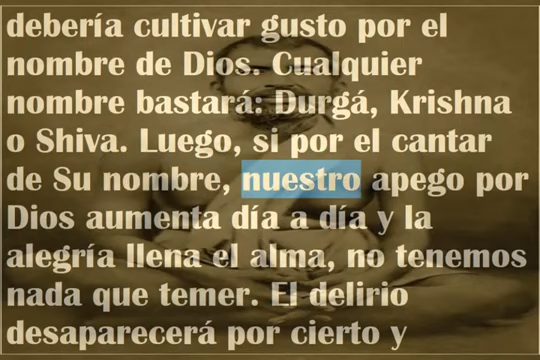 debería cultivar gusto por el
nombre de Dios. Cualquier
nombre bastará: Durgá, Krishna
o Shiva. Luego, si por el cantar
de Su nombre, nuestro apego por
Dios aumenta día a día y la
alegría llena el alma, no tenemos
nada que temer. El delirio
desaparecerá por cierto y